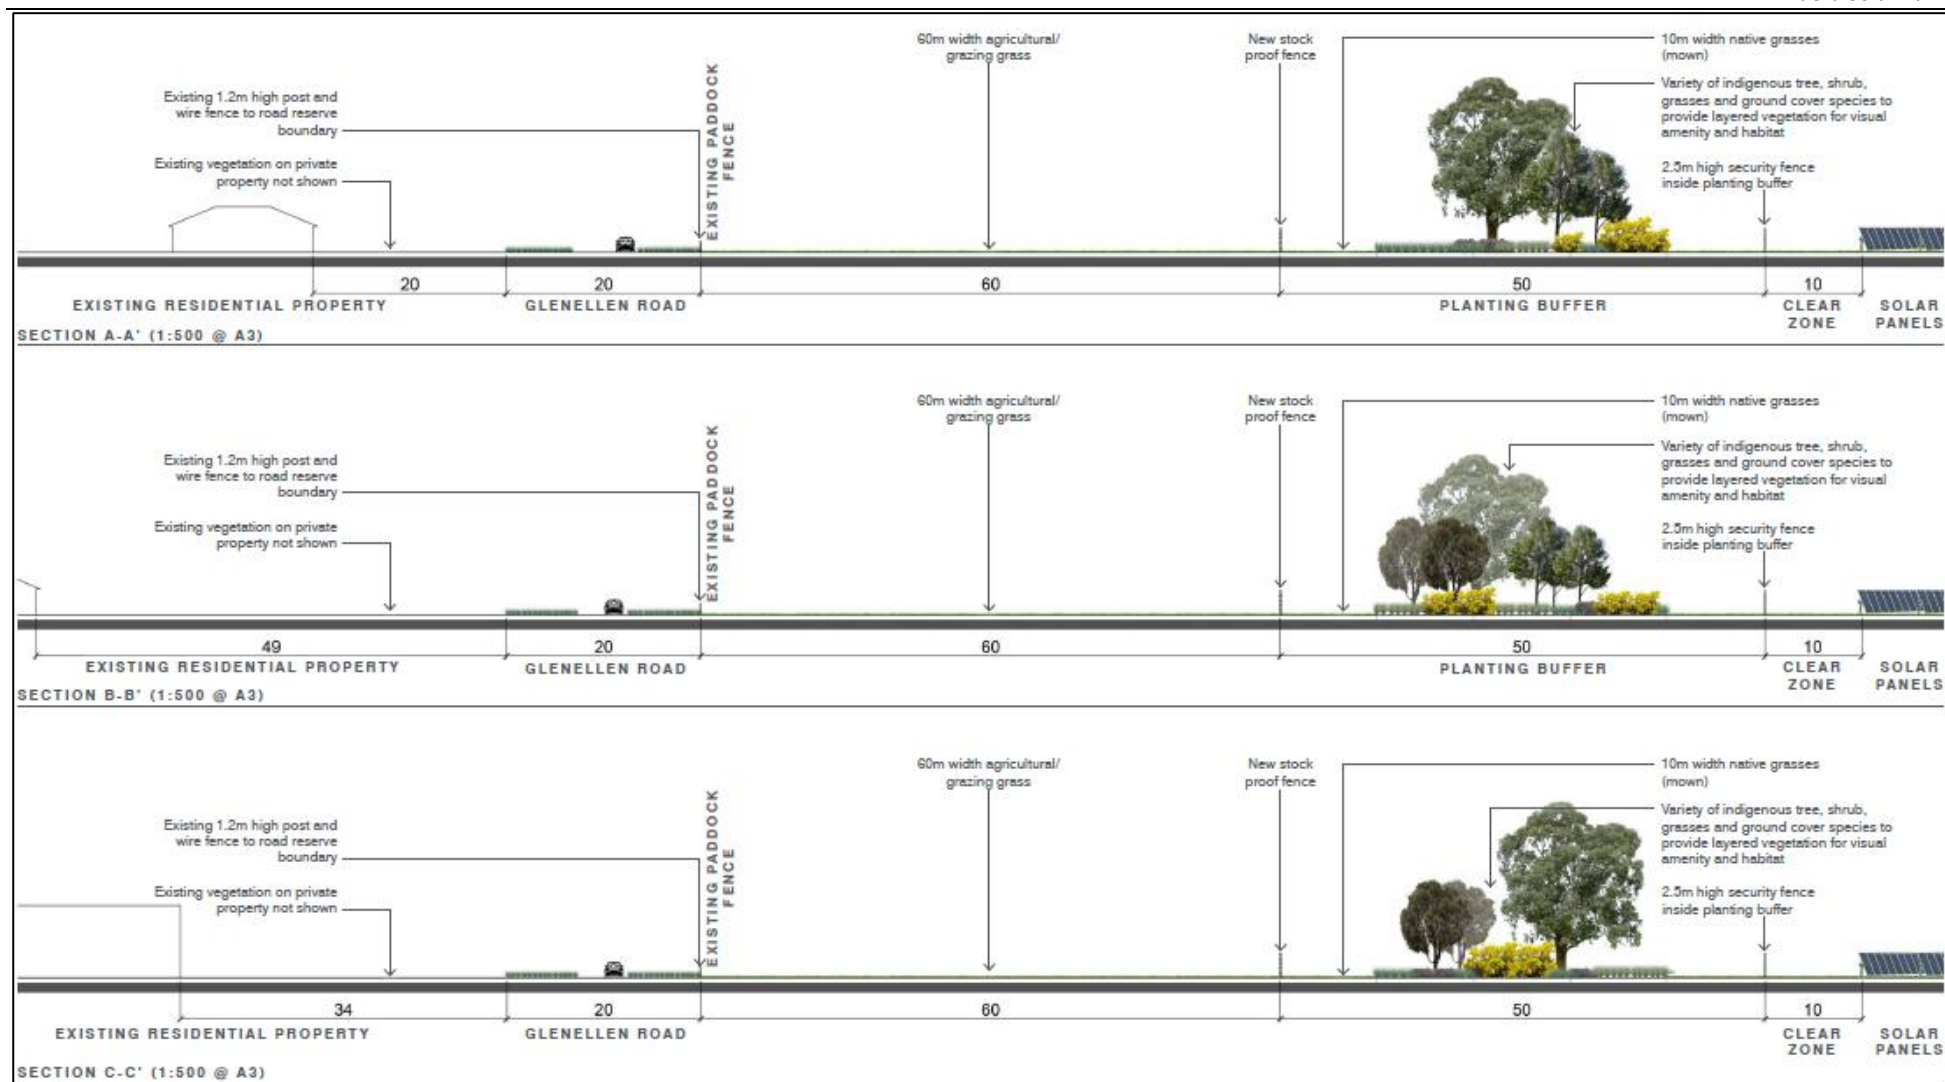 60m width agricultural/
grazing grass
New stock
proof fence
10m width native grasses
(mown)
Existing 1.2m high post and
wire fence to road reserve
boundary
EXISTING PADDOCK
FENCE
Variety of indigenous tree, shrub,
grasses and ground cover species to
provide layered vegetation for visual
amenity and habitat
Existing vegetation on private
property not shown
2.5m high security fence
inside planting buffer
20
20
60
50
10
EXISTING RESIDENTIAL PROPERTY
GLENELLEN ROAD
PLANTING BUFFER
CLEAR
ZONE
SOLAR
PANELS
SECTION A-A' (1:500 @ A3)
60m width agricultural/
grazing grass
New stock
proof fence
10m width native grasses
(mown)
Existing 1.2m high post and
wire fence to road reserve
boundary
EXISTING PADDOCK
FENCE
Variety of indigenous tree, shrub,
grasses and ground cover species to
provide layered vegetation for visual
amenity and habitat
Existing vegetation on private
property not shown
2.5m high security fence
inside planting buffer
49
20
60
50
10
EXISTING RESIDENTIAL PROPERTY
GLENELLEN ROAD
PLANTING BUFFER
CLEAR
ZONE
SOLAR
PANELS
SECTION B-B' (1:500 @ A3)
60m width agricultural/
grazing grass
New stock
proof fence
10m width native grasses
(mown)
Existing 1.2m high post and
wire fence to road reserve
boundary
EXISTING PADDOCK
FENCE
Variety of indigenous tree, shrub,
grasses and ground cover species to
provide layered vegetation for visual
amenity and habitat
Existing vegetation on private
property not shown
2.5m high security fence
inside planting buffer
34
20
60
50
10
EXISTING RESIDENTIAL PROPERTY
GLENELLEN ROAD
CLEAR
ZONE
SOLAR
PANELS
SECTION C-C' (1:500 @ A3)